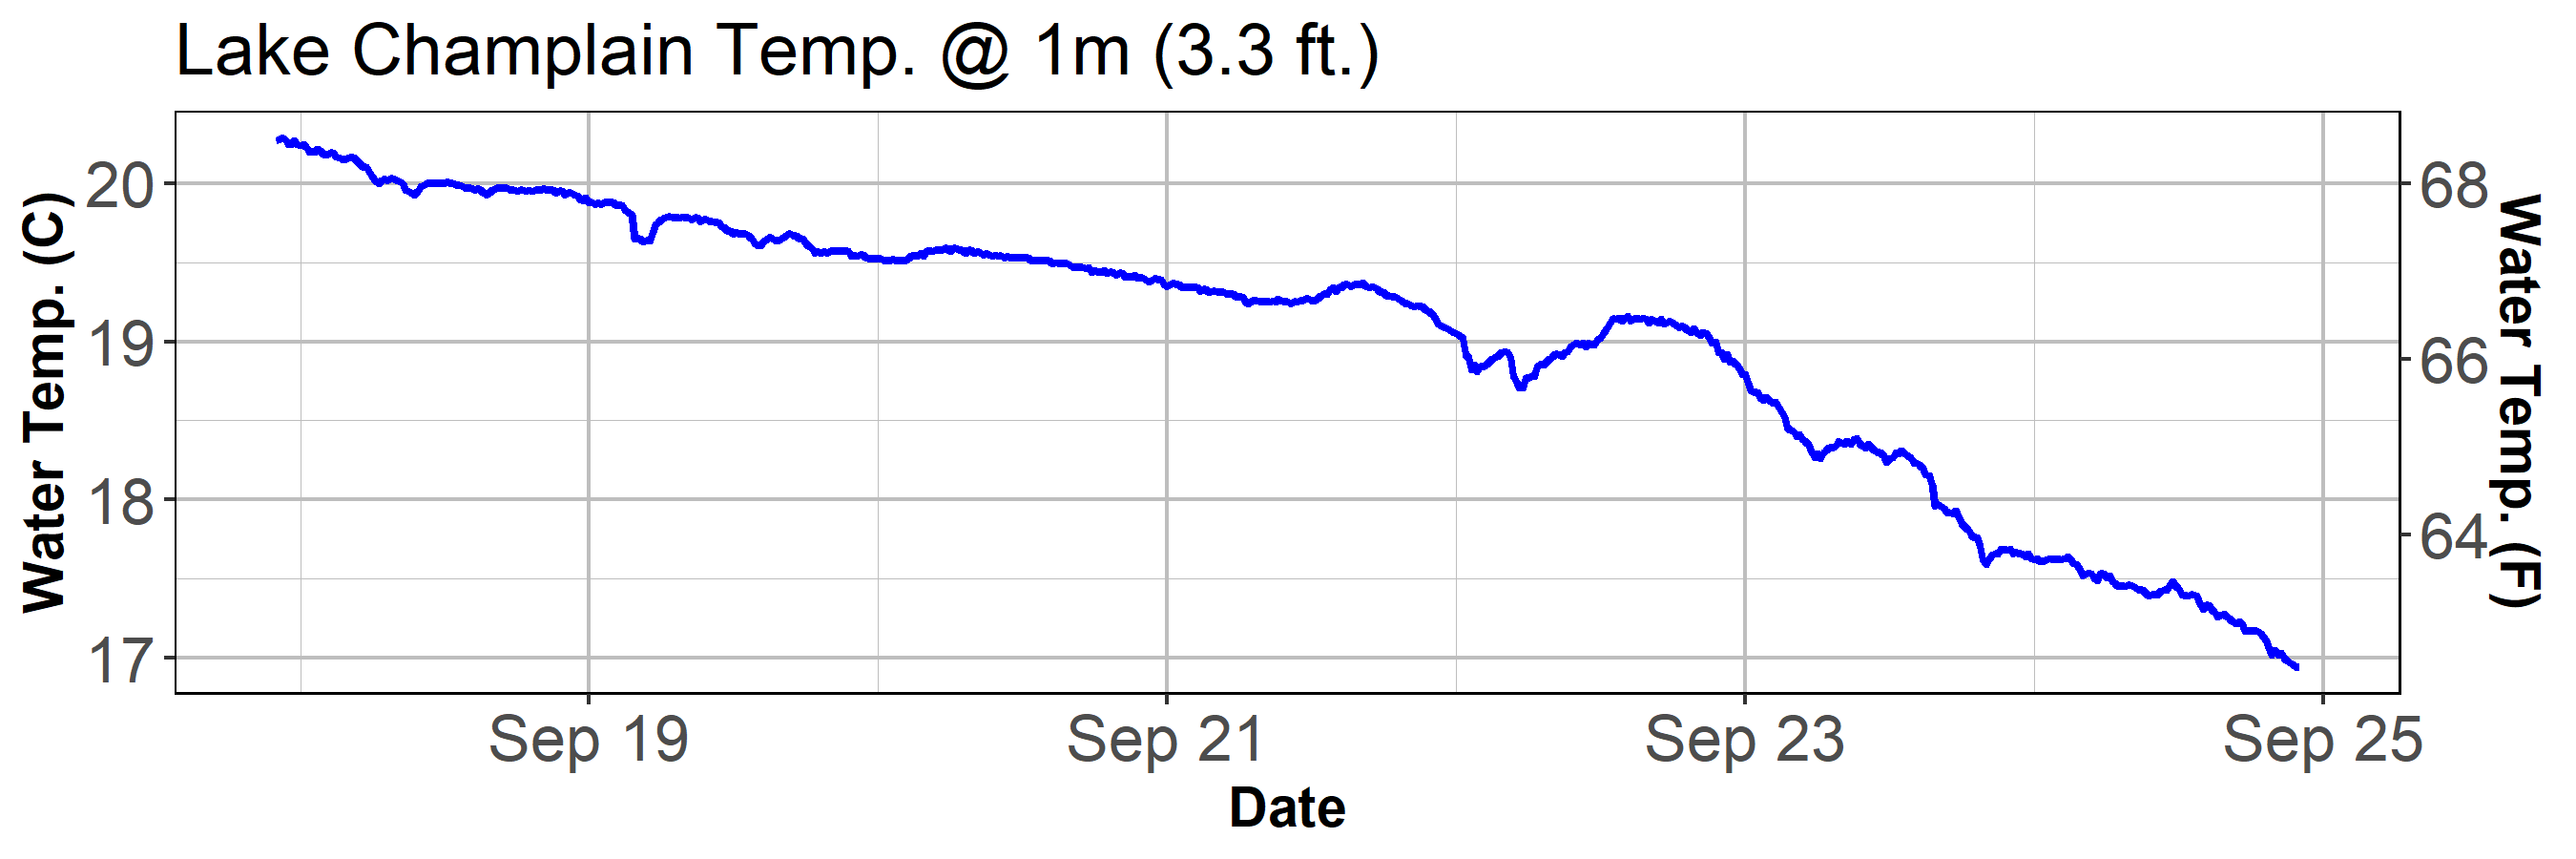 Lake Champlain Temp. @ 1m (3.3 ft.)
Water Temp. (C)
20
19
18
17
68
66
64
Water Temp. (F)
Sep 19
Sep 21
Sep 23
Sep 25
Date